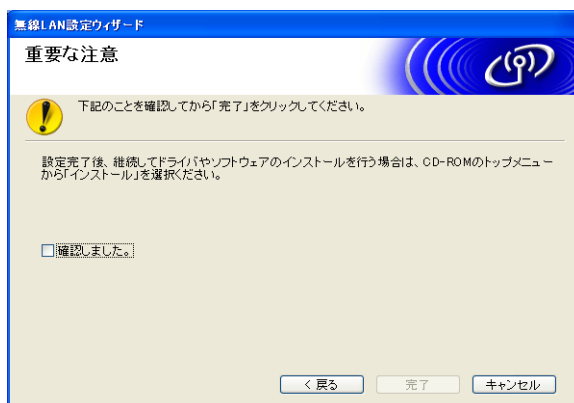 無線LAN設定ウィザード
重要な注意
下記のことを確認してから「完了」をクリックしてください。
設定完了後、継続してドライバやソフトウェアのインストールを行う場合は、CD-ROMのトップメニュー
から「インストール」を選択ください。
確認しました。
< 戻る 完了 キャンセル